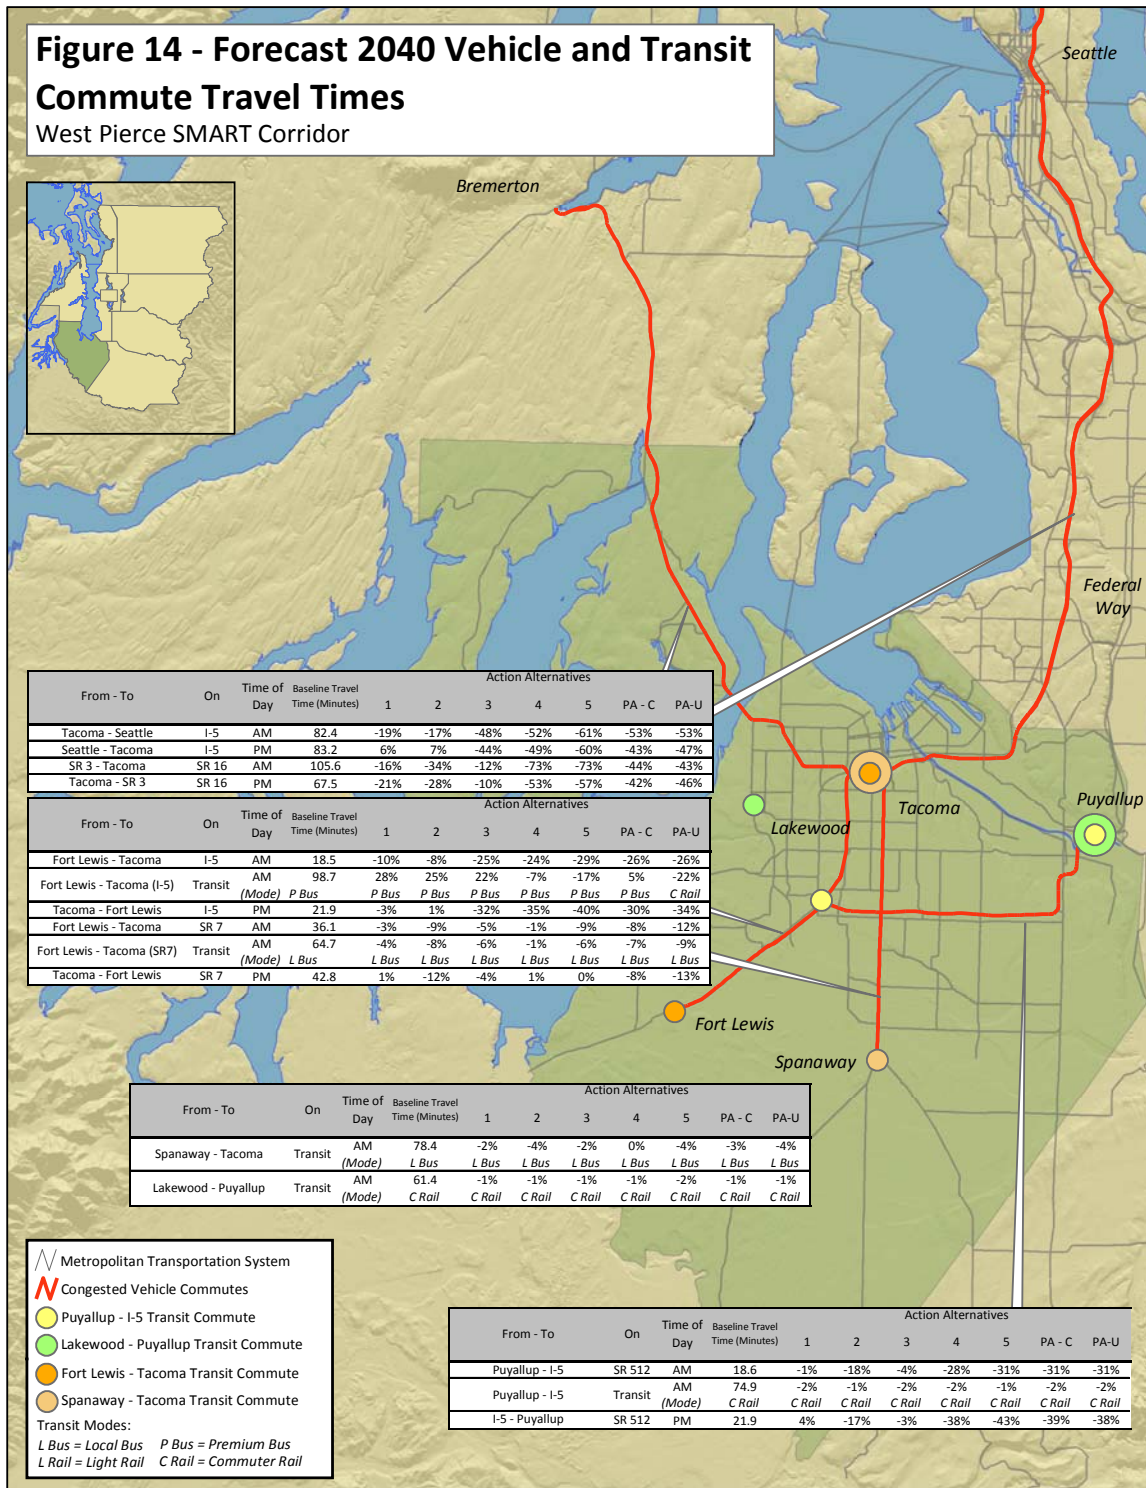 Figure 14 - Forecast 2040 Vehicle and Transit
Commute Travel Times
West Pierce SMART Corridor
Seattle
Bremerton
Federal
Way
Tacoma
Lakewood
Puyallup
Fort Lewis
Spanaway
Action Alternatives
From - To On Time of Day Baseline Travel Time (Minutes) 1 2 3 4 5 PA - C PA-U
Tacoma - Seattle I-5 AM 82.4 -19% -17% -48% -52% -61% -53% -53%
Seattle - Tacoma I-5 PM 83.2 6% 7% -44% -49% -60% -43% -47%
SR 3 - Tacoma SR 16 AM 105.6 -16% -34% -12% -73% -73% -44% -43%
Tacoma - SR 3 SR 16 PM 67.5 -21% -28% -10% -53% -57% -42% -46%
Action Alternatives
From - To On Time of Day Baseline Travel Time (Minutes) 1 2 3 4 5 PA - C PA-U
Fort Lewis - Tacoma I-5 AM 18.5 -10% -8% -25% -24% -29% -26% -26%
Fort Lewis - Tacoma (I-5) Transit AM 98.7 28% 25% 22% -7% -17% 5% -22%
(Mode) P Bus P Bus P Bus P Bus P Bus P Bus P Bus C Rail
Tacoma - Fort Lewis I-5 PM 21.9 -3% 1% -32% -35% -40% -30% -34%
Fort Lewis - Tacoma SR 7 AM 36.1 -3% -9% -5% -1% -9% -8% -12%
Fort Lewis - Tacoma (SR7) Transit AM 64.7 -4% -8% -6% -1% -6% -7% -9%
(Mode) L Bus L Bus L Bus L Bus L Bus L Bus L Bus L Bus
Tacoma - Fort Lewis SR 7 PM 42.8 1% -12% -4% 1% 0% -8% -13%
Action Alternatives
From - To On Time of Day Baseline Travel Time (Minutes) 1 2 3 4 5 PA - C PA-U
Spanaway - Tacoma Transit AM 78.4 -2% -4% -2% 0% -4% -3% -4%
(Mode) L Bus L Bus L Bus L Bus L Bus L Bus L Bus L Bus
Lakewood - Puyallup Transit AM 61.4 -1% -1% -1% -1% -2% -1% -1%
(Mode) C Rail C Rail C Rail C Rail C Rail C Rail C Rail C Rail
Metropolitan Transportation System
Congested Vehicle Commutes
Puyallup - I-5 Transit Commute
Lakewood - Puyallup Transit Commute
Fort Lewis - Tacoma Transit Commute
Spanaway - Tacoma Transit Commute
Transit Modes:
L Bus = Local Bus P Bus = Premium Bus
L Rail = Light Rail C Rail = Commuter Rail
Action Alternatives
From - To On Time of Day Baseline Travel Time (Minutes) 1 2 3 4 5 PA - C PA-U
Puyallup - I-5 SR 512 AM 18.6 -1% -18% -4% -28% -31% -31% -31%
Puyallup - I-5 Transit AM 74.9 -2% -1% -2% -2% -1% -2% -2%
(Mode) C Rail C Rail C Rail C Rail C Rail C Rail C Rail C Rail
I-5 - Puyallup SR 512 PM 21.9 4% -17% -3% -38% -43% -39% -38%